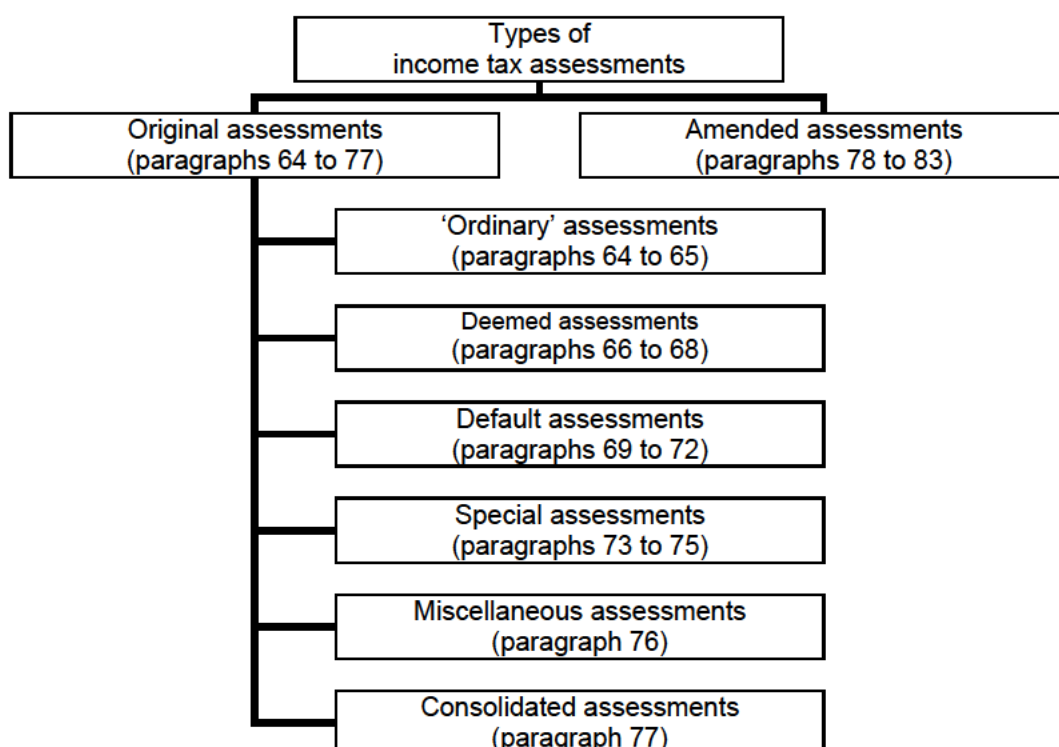 Types of
income tax assessments
Original assessments
(paragraphs 64 to 77)
Amended assessments
(paragraphs 78 to 83)
‘Ordinary’ assessments
(paragraphs 64 to 65)
Deemed assessments
(paragraphs 66 to 68)
Default assessments
(paragraphs 69 to 72)
Special assessments
(paragraphs 73 to 75)
Miscellaneous assessments
(paragraph 76)
Consolidated assessments
(paragraph 77)